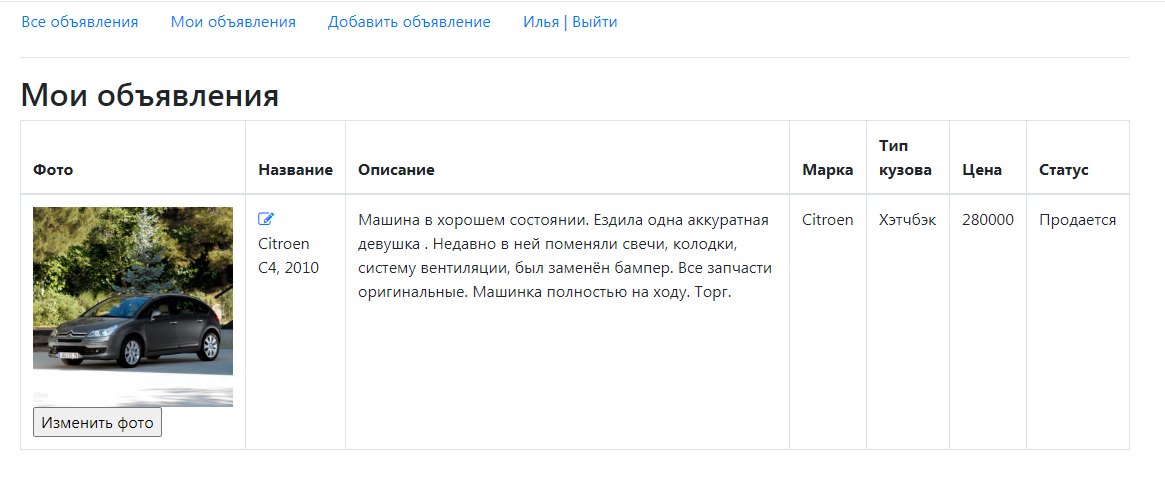 Все объявления Мои объявления Добавить объявление Илья | Выйти
Мои объявления
Фото Название Описание Марка Тип кузова Цена Статус
Citroen C4, 2010
Машина в хорошем состоянии. Ездила одна аккуратная
девушка . Недавно в ней поменяли свечи, колодки,
систему вентиляции, был заменён бампер. Все запчасти
оригинальные. Машинка полностью на ходу. Торг.
Citroen Хэтчбэк 280000 Продается
Изменить фото